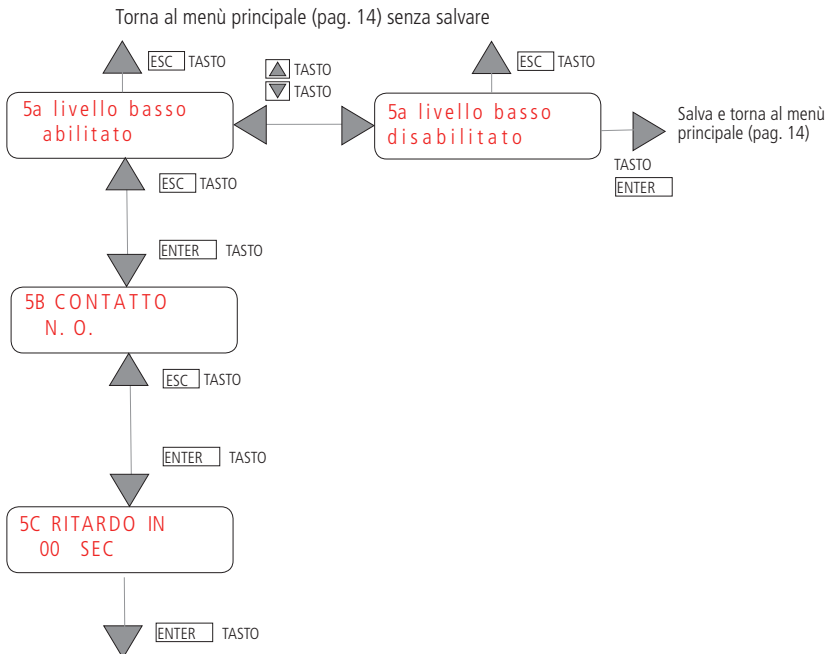 Torna al menù principale (pag. 14) senza salvare
ESC TASTO
TASTO
TASTO
ESC TASTO
5a livello basso
abilitato
5a livello basso
disabilitato
Salva e torna al menù
principale (pag. 14)
TASTO
ENTER
ESC TASTO
ENTER TASTO
5B CONTATTO
N. O.
ESC TASTO
ENTER TASTO
5C RITARDO IN
00 SEC
ENTER TASTO